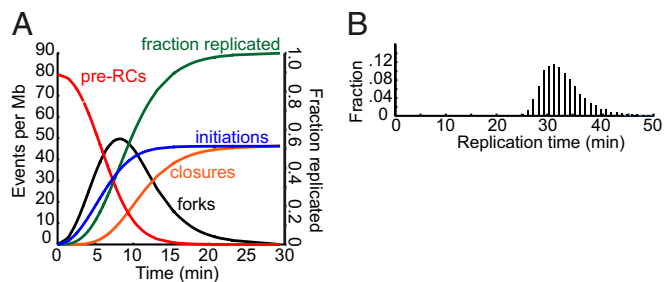 A
B
fraction replicated
pre-RCs
initiations
closures
forks
Events per Mb
90
80
70
60
50
40
30
20
10
0
Fraction replicated
1.0
0.8
0.6
0.4
0.2
0
0 5 10 15 20 25 30
Time (min)
Fraction
.12
.08
.04
0
0 10 20 30 40 50
Replication time (min)